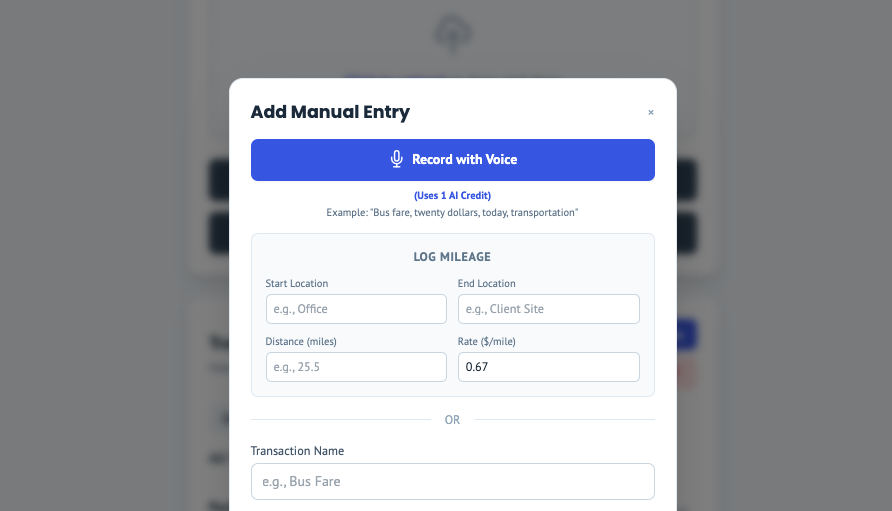 Add Manual Entry
×
Record with Voice
(Uses 1 AI Credit)
Example: "Bus fare, twenty dollars, today, transportation"
LOG MILEAGE
Start Location End Location
e.g., Office e.g., Client Site
Distance (miles) Rate ($/mile)
e.g., 25.5 0.67
OR
Transaction Name
e.g., Bus Fare